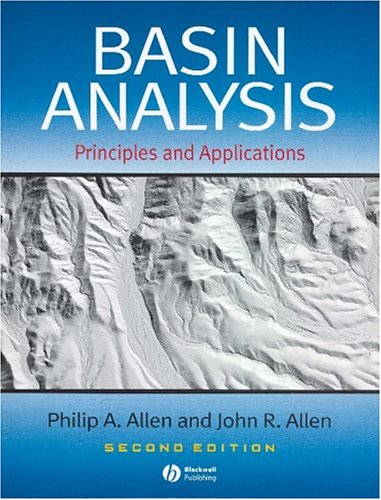 BASIN
ANALYSIS
Principles and Applications
Philip A. Allen and John R. Allen
SECOND EDITION
Blackwell
Publishing